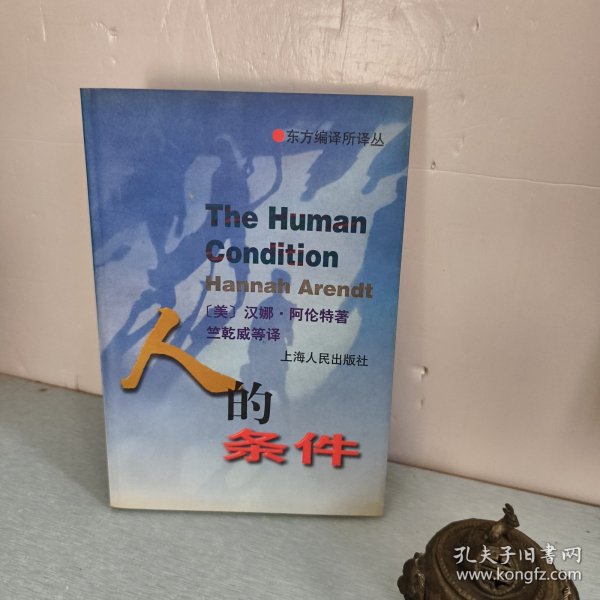 ●东方编译所译丛
The Human
Condition
Hannah Arendt
〔美〕汉娜·阿伦特著
竺乾威等译
上海人民出版社
人
的
条件
孔夫子旧书网
www.kongfz.com